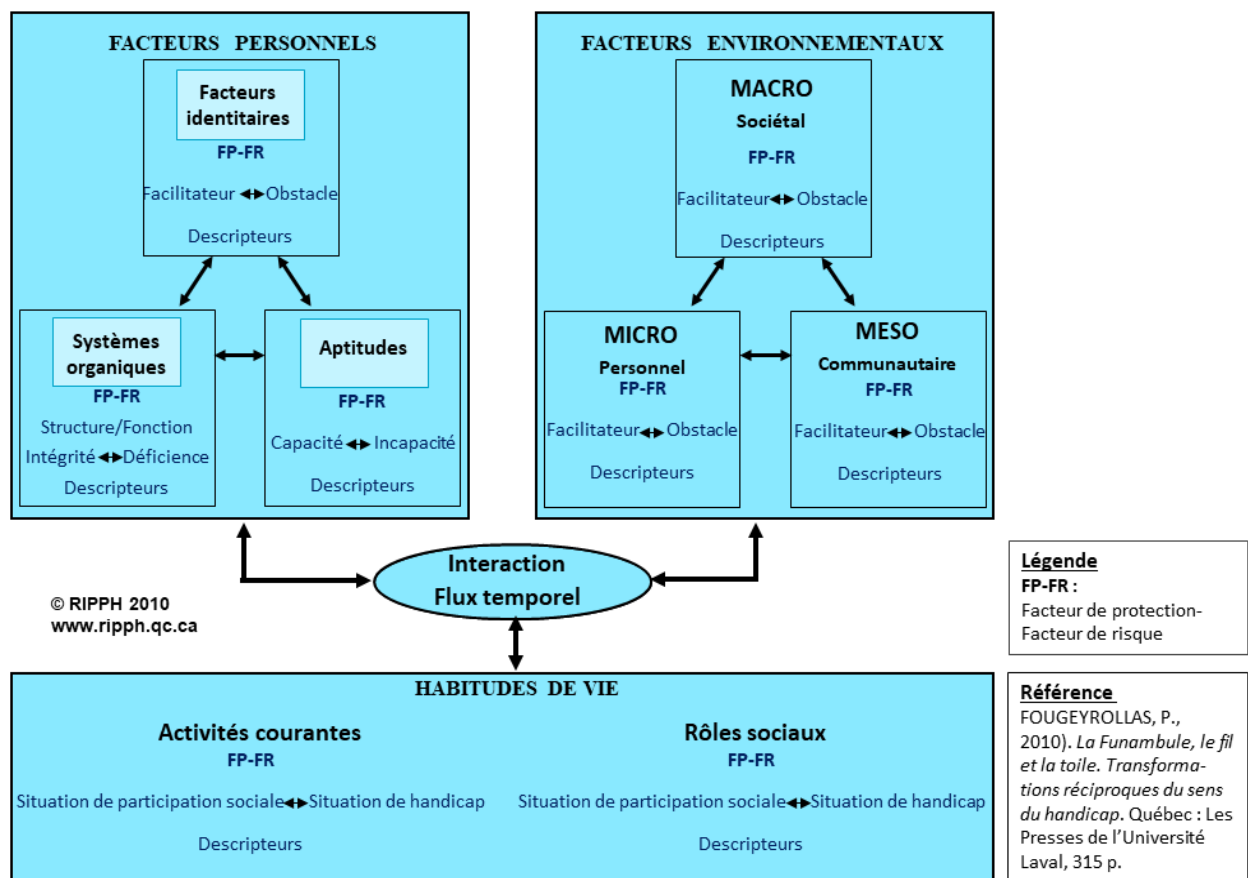 FACTEURS PERSONNELS
Facteurs
identitaires
FP-FR
Facilitateur Obstacle
Descripteurs
Systèmes
organiques
FP-FR
Structure/Fonction
Intégrité Déficience
Descripteurs
Aptitudes
FP-FR
Capacité Incapacité
Descripteurs
FACTEURS ENVIRONNEMENTAUX
MACRO
Sociétal
FP-FR
Facilitateur Obstacle
Descripteurs
MICRO
Personnel
FP-FR
Facilitateur Obstacle
Descripteurs
MESO
Communautaire
FP-FR
Facilitateur Obstacle
Descripteurs
Interaction
Flux temporel
© RIPPH 2010
www.ripph.qc.ca
Légende
FP-FR :
Facteur de protection-
Facteur de risque
HABITUDES DE VIE
Activités courantes
FP-FR
Situation de participation sociale Situation de handicap
Descripteurs
Rôles sociaux
FP-FR
Situation de participation sociale Situation de handicap
Descripteurs
Référence
FOUGEYROLLAS, P.,
2010). La Funambule, le fil
et la toile. Transforma-
tions réciproques du sens
du handicap. Québec : Les
Presses de l’Université
Laval, 315 p.